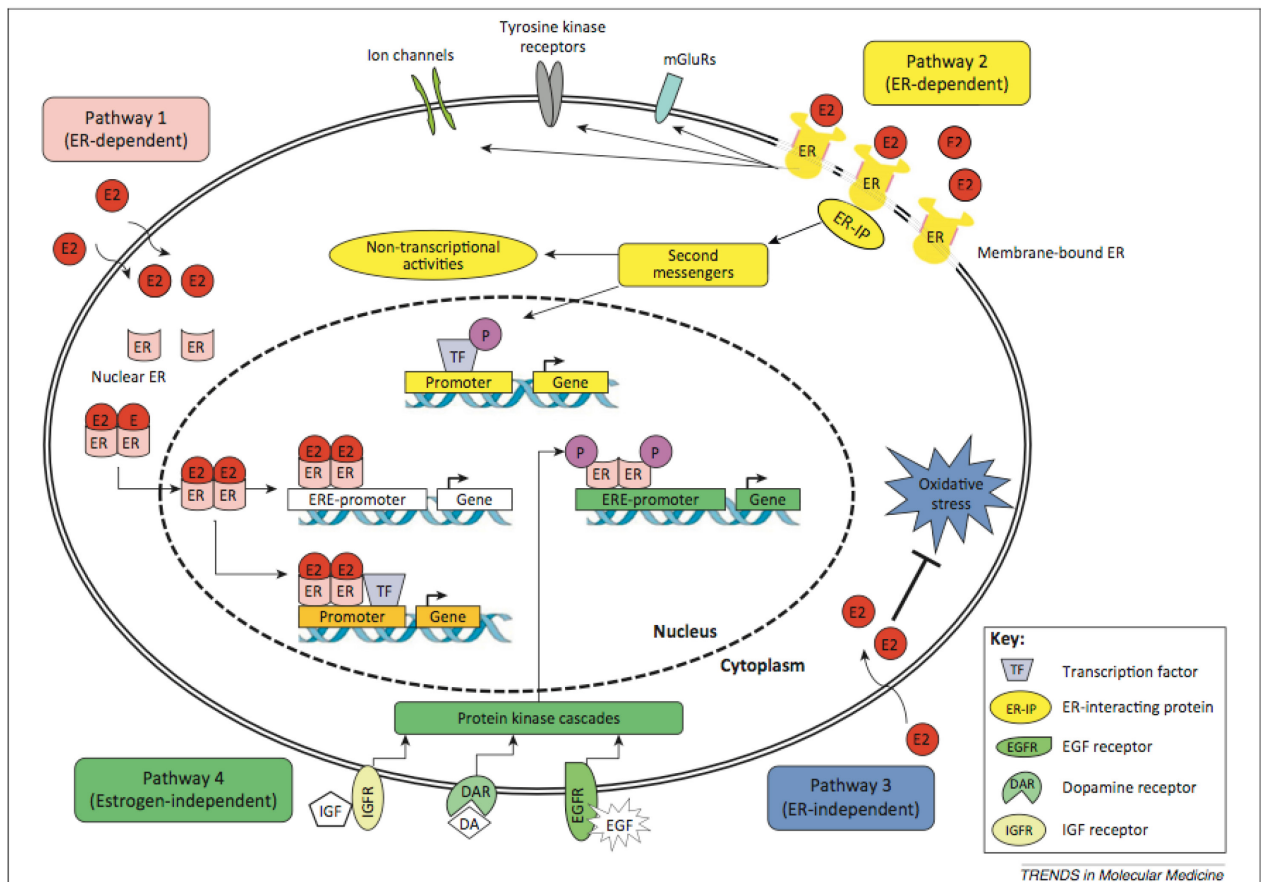 Tyrosine kinase
receptors
Ion channels
mGluRs
Pathway 2
(ER-dependent)
Pathway 1
(ER-dependent)
E2
E2
E2
E2
ER
ER
ER
ER-IP
Membrane-bound ER
E2
E2
E2
E2
ER
ER
Nuclear ER
Non-transcriptional
activities
Second
messengers
P
TF
Promoter
Gene
E2
E
ER
ER
E2
E2
ER
ER
E2
E2
ER
ER
ERE-promoter
Gene
P
P
ER
ER
ERE-promoter
Gene
E2
E2
ER
ER
TF
Promoter
Gene
Oxidative
stress
Nucleus
Cytoplasm
E2
E2
E2
Protein kinase cascades
Pathway 4
(Estrogen-independent)
IGF
IGFR
DAR
DA
EGFR
EGF
Pathway 3
(ER-independent)
Key:
TF
Transcription factor
ER-IP
ER-interacting protein
EGFR
EGF receptor
DAR
Dopamine receptor
IGFR
IGF receptor
TRENDS in Molecular Medicine